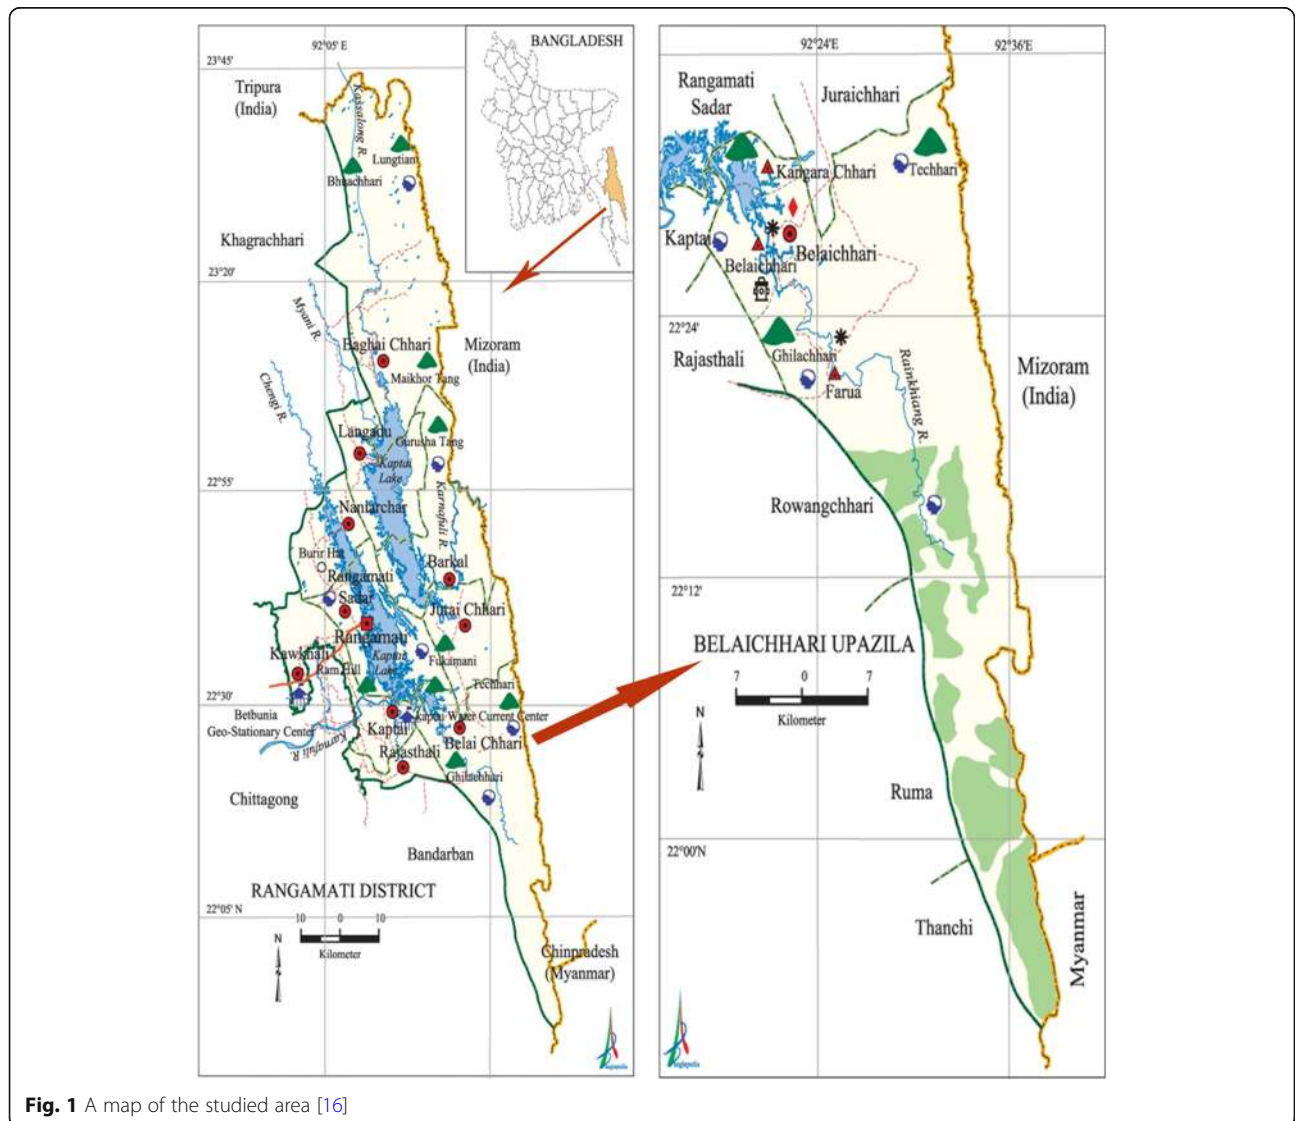 92°05' E
BANGLADESH
23°45'
Tripura
(India)
Kassalong R.
Lungtian
Bhuachhari
Khagrachhari
23°20'
Myani R.
Baghai Chhari
Mizoram
(India)
Maikhor Tang
Chengi R.
Langadu
Gurusha Tang
Kaptai
Lake
22°55'
Karnafuli R.
Naniarchar
Burir Hat
Barkal
Rangamati
Sadar
Jurai Chhari
Rangamati
Kawkhali
Kaptai
Lake
Fukamani
Ram Hill
Techhari
22°30'
Betbunia
Geo-Stationary Center
Kaptai Water Current Center
Kaptai
Belai Chhari
Karnafuli R.
Rajasthali
Ghilachhari
Chittagong
Bandarban
RANGAMATI DISTRICT
22°05' N
10 0 10
Kilometer
N
Chinpradesh
(Myanmar)
92°24'E
92°36'E
Rangamati
Sadar
Juraichhari
Kangara Chhari
Techhari
Kaptai
Belaichhari
Belaichhari
22°24'
Rajasthali
Ghilachhari
Farua
Rainkhiang R.
Mizoram
(India)
Rowangchhari
22°12'
BELAICHHARI UPAZILA
7 0 7
Kilometer
N
Ruma
22°00'N
Thanchi
Myanmar
Fig. 1 A map of the studied area [16]